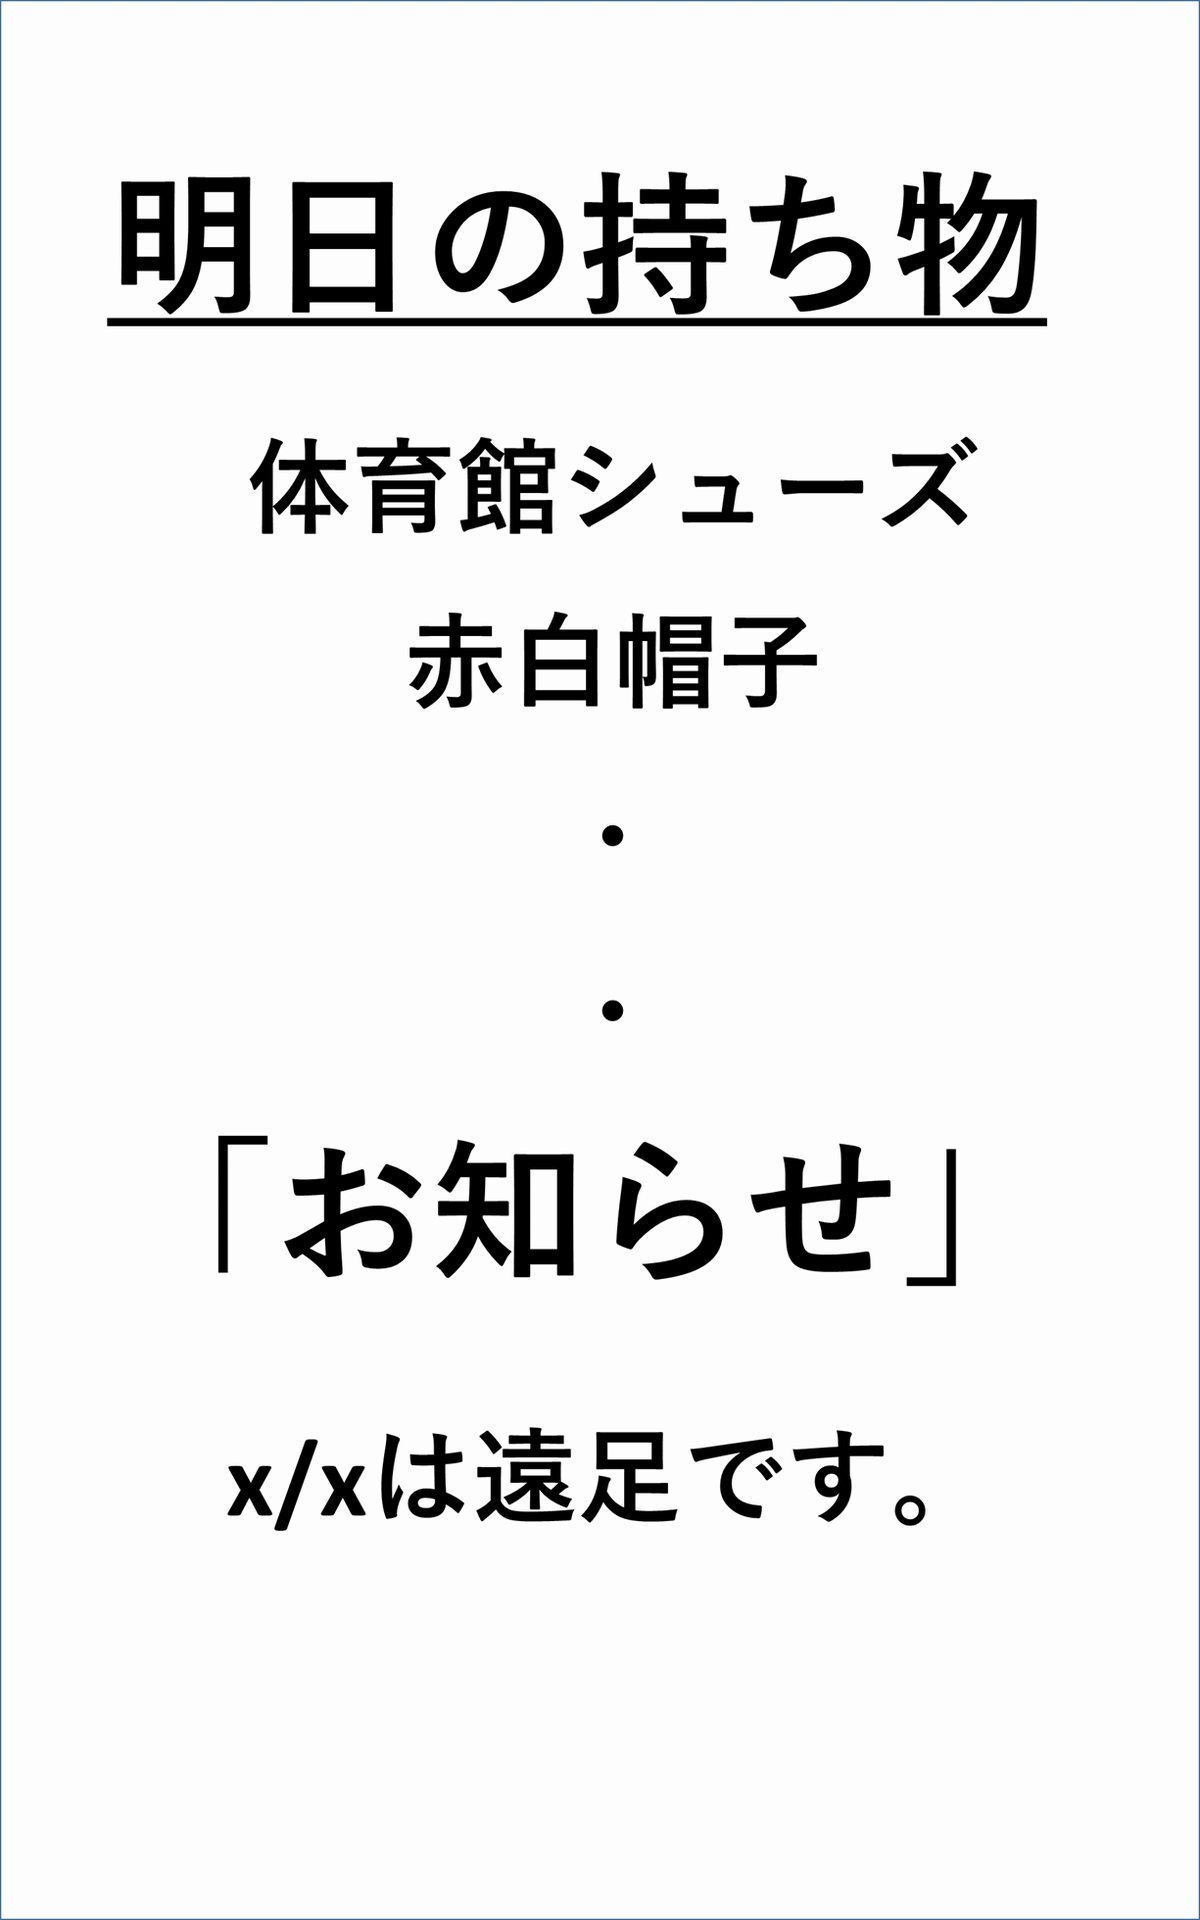 明日の持ち物
体育館シューズ
赤白帽子
・
・
「お知らせ」
x/xは遠足です。